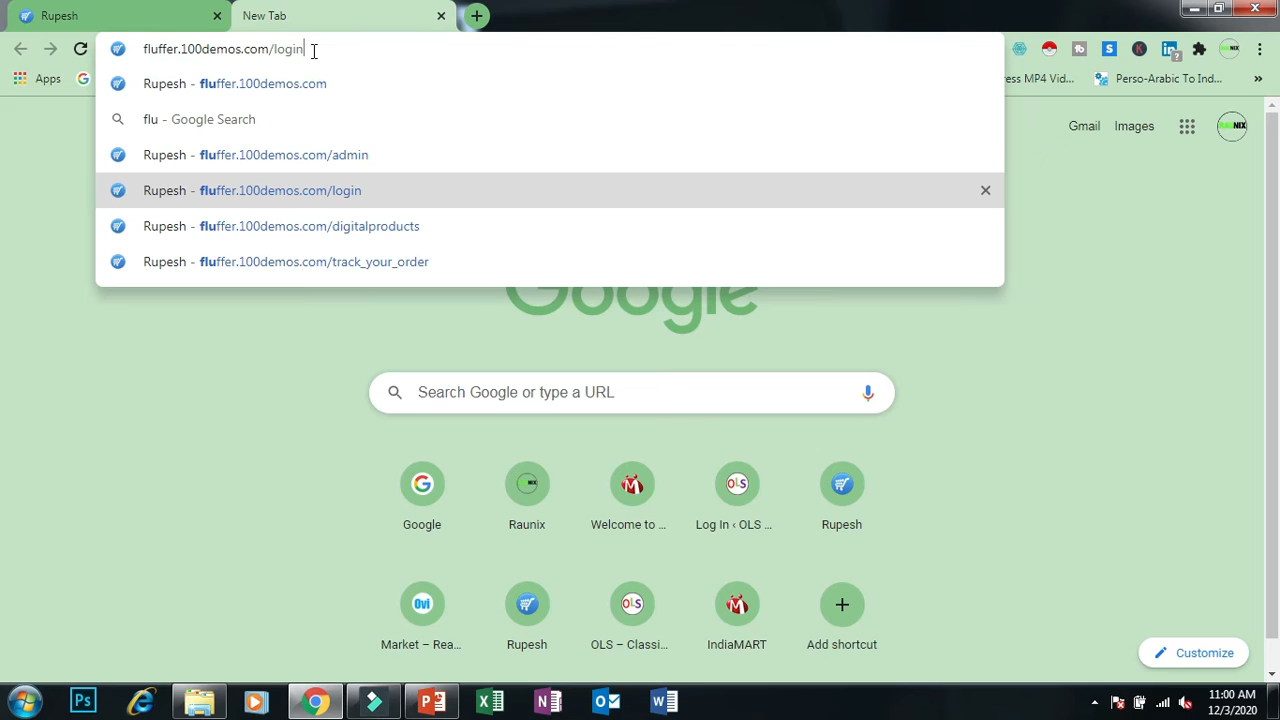 Rupesh
New Tab
fluffer.100demos.com/login
Rupesh - fluffer.100demos.com
flu - Google Search
Rupesh - fluffer.100demos.com/admin
Rupesh - fluffer.100demos.com/login
Rupesh - fluffer.100demos.com/digitalproducts
Rupesh - fluffer.100demos.com/track_your_order
Apps
ress MP4 Vid...
Perso-Arabic To Ind...
Gmail Images
Google
Search Google or type a URL
Google
Raunix
Welcome to ...
Log In ‹ OLS ...
Rupesh
Market – Rea...
Rupesh
OLS – Classi...
IndiaMART
Add shortcut
Customize
11:00 AM
12/3/2020